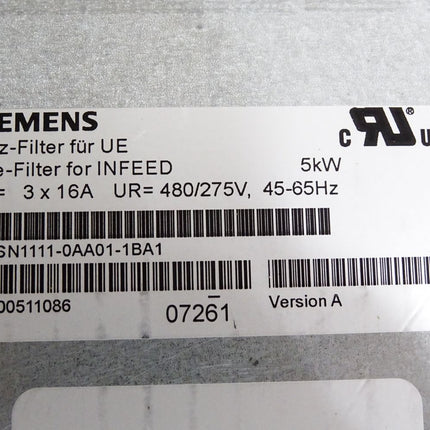 EMENS
z-Filter für UE
e-Filter for INFEED 5kW
= 3 x 16A UR= 480/275V, 45-65Hz
SN1111-0AA01-1BA1
00511086 07261 Version A
c RU u